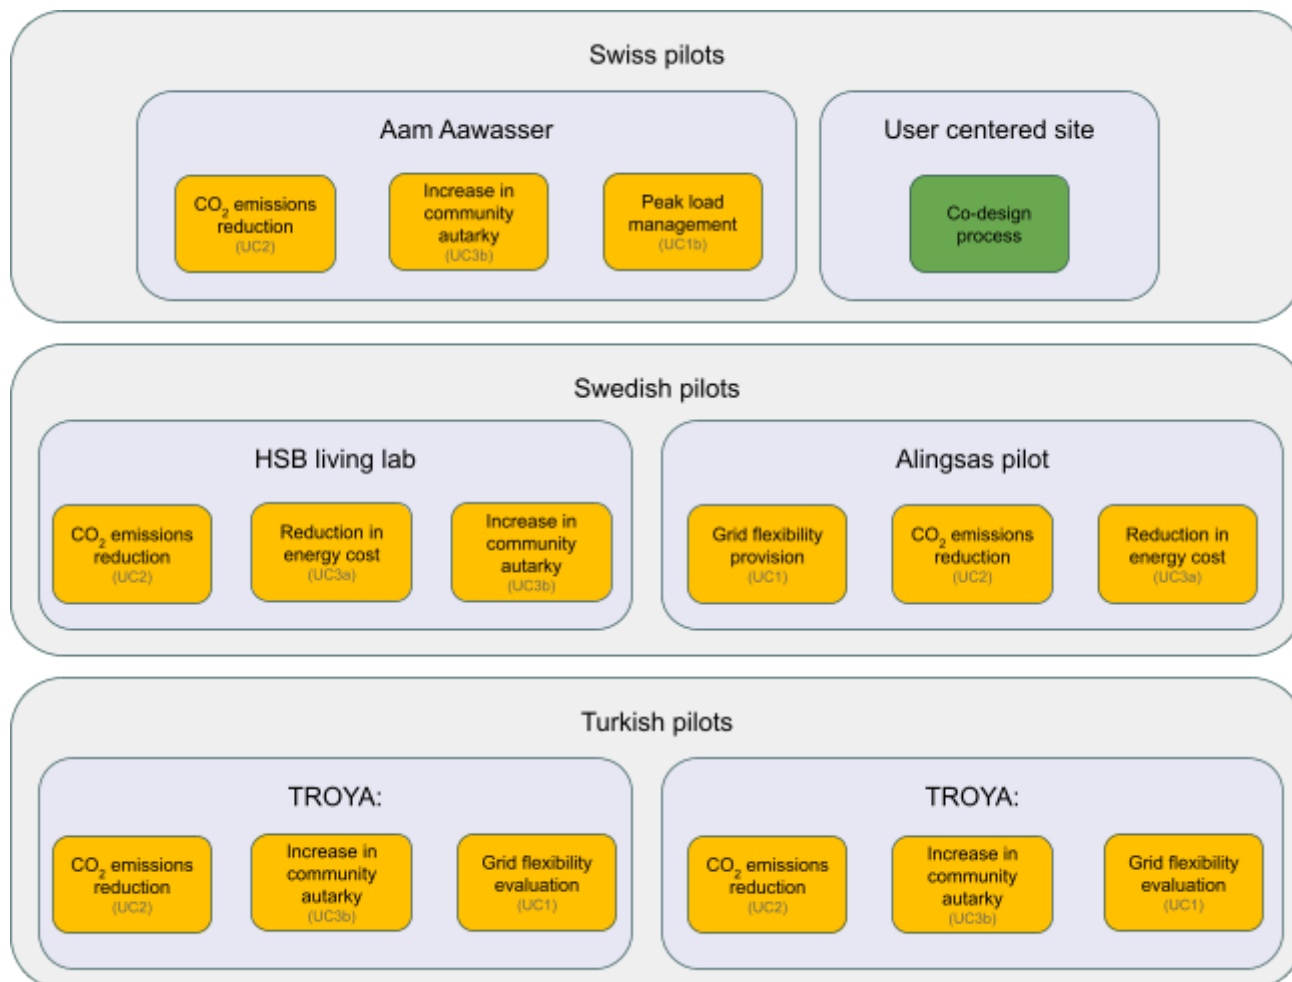 Swiss pilots
Aam Aawasser
CO₂ emissions
reduction
(UC2)
Increase in
community
autarky
(UC3b)
Peak load
management
(UC1b)
User centered site
Co-design
process
Swedish pilots
HSB living lab
CO₂ emissions
reduction
(UC2)
Reduction in
energy cost
(UC3a)
Increase in
community
autarky
(UC3b)
Alingsas pilot
Grid flexibility
provision
(UC1)
CO₂ emissions
reduction
(UC2)
Reduction in
energy cost
(UC3a)
Turkish pilots
TROYA:
CO₂ emissions
reduction
(UC2)
Increase in
community
autarky
(UC3b)
Grid flexibility
evaluation
(UC1)
TROYA:
CO₂ emissions
reduction
(UC2)
Increase in
community
autarky
(UC3b)
Grid flexibility
evaluation
(UC1)